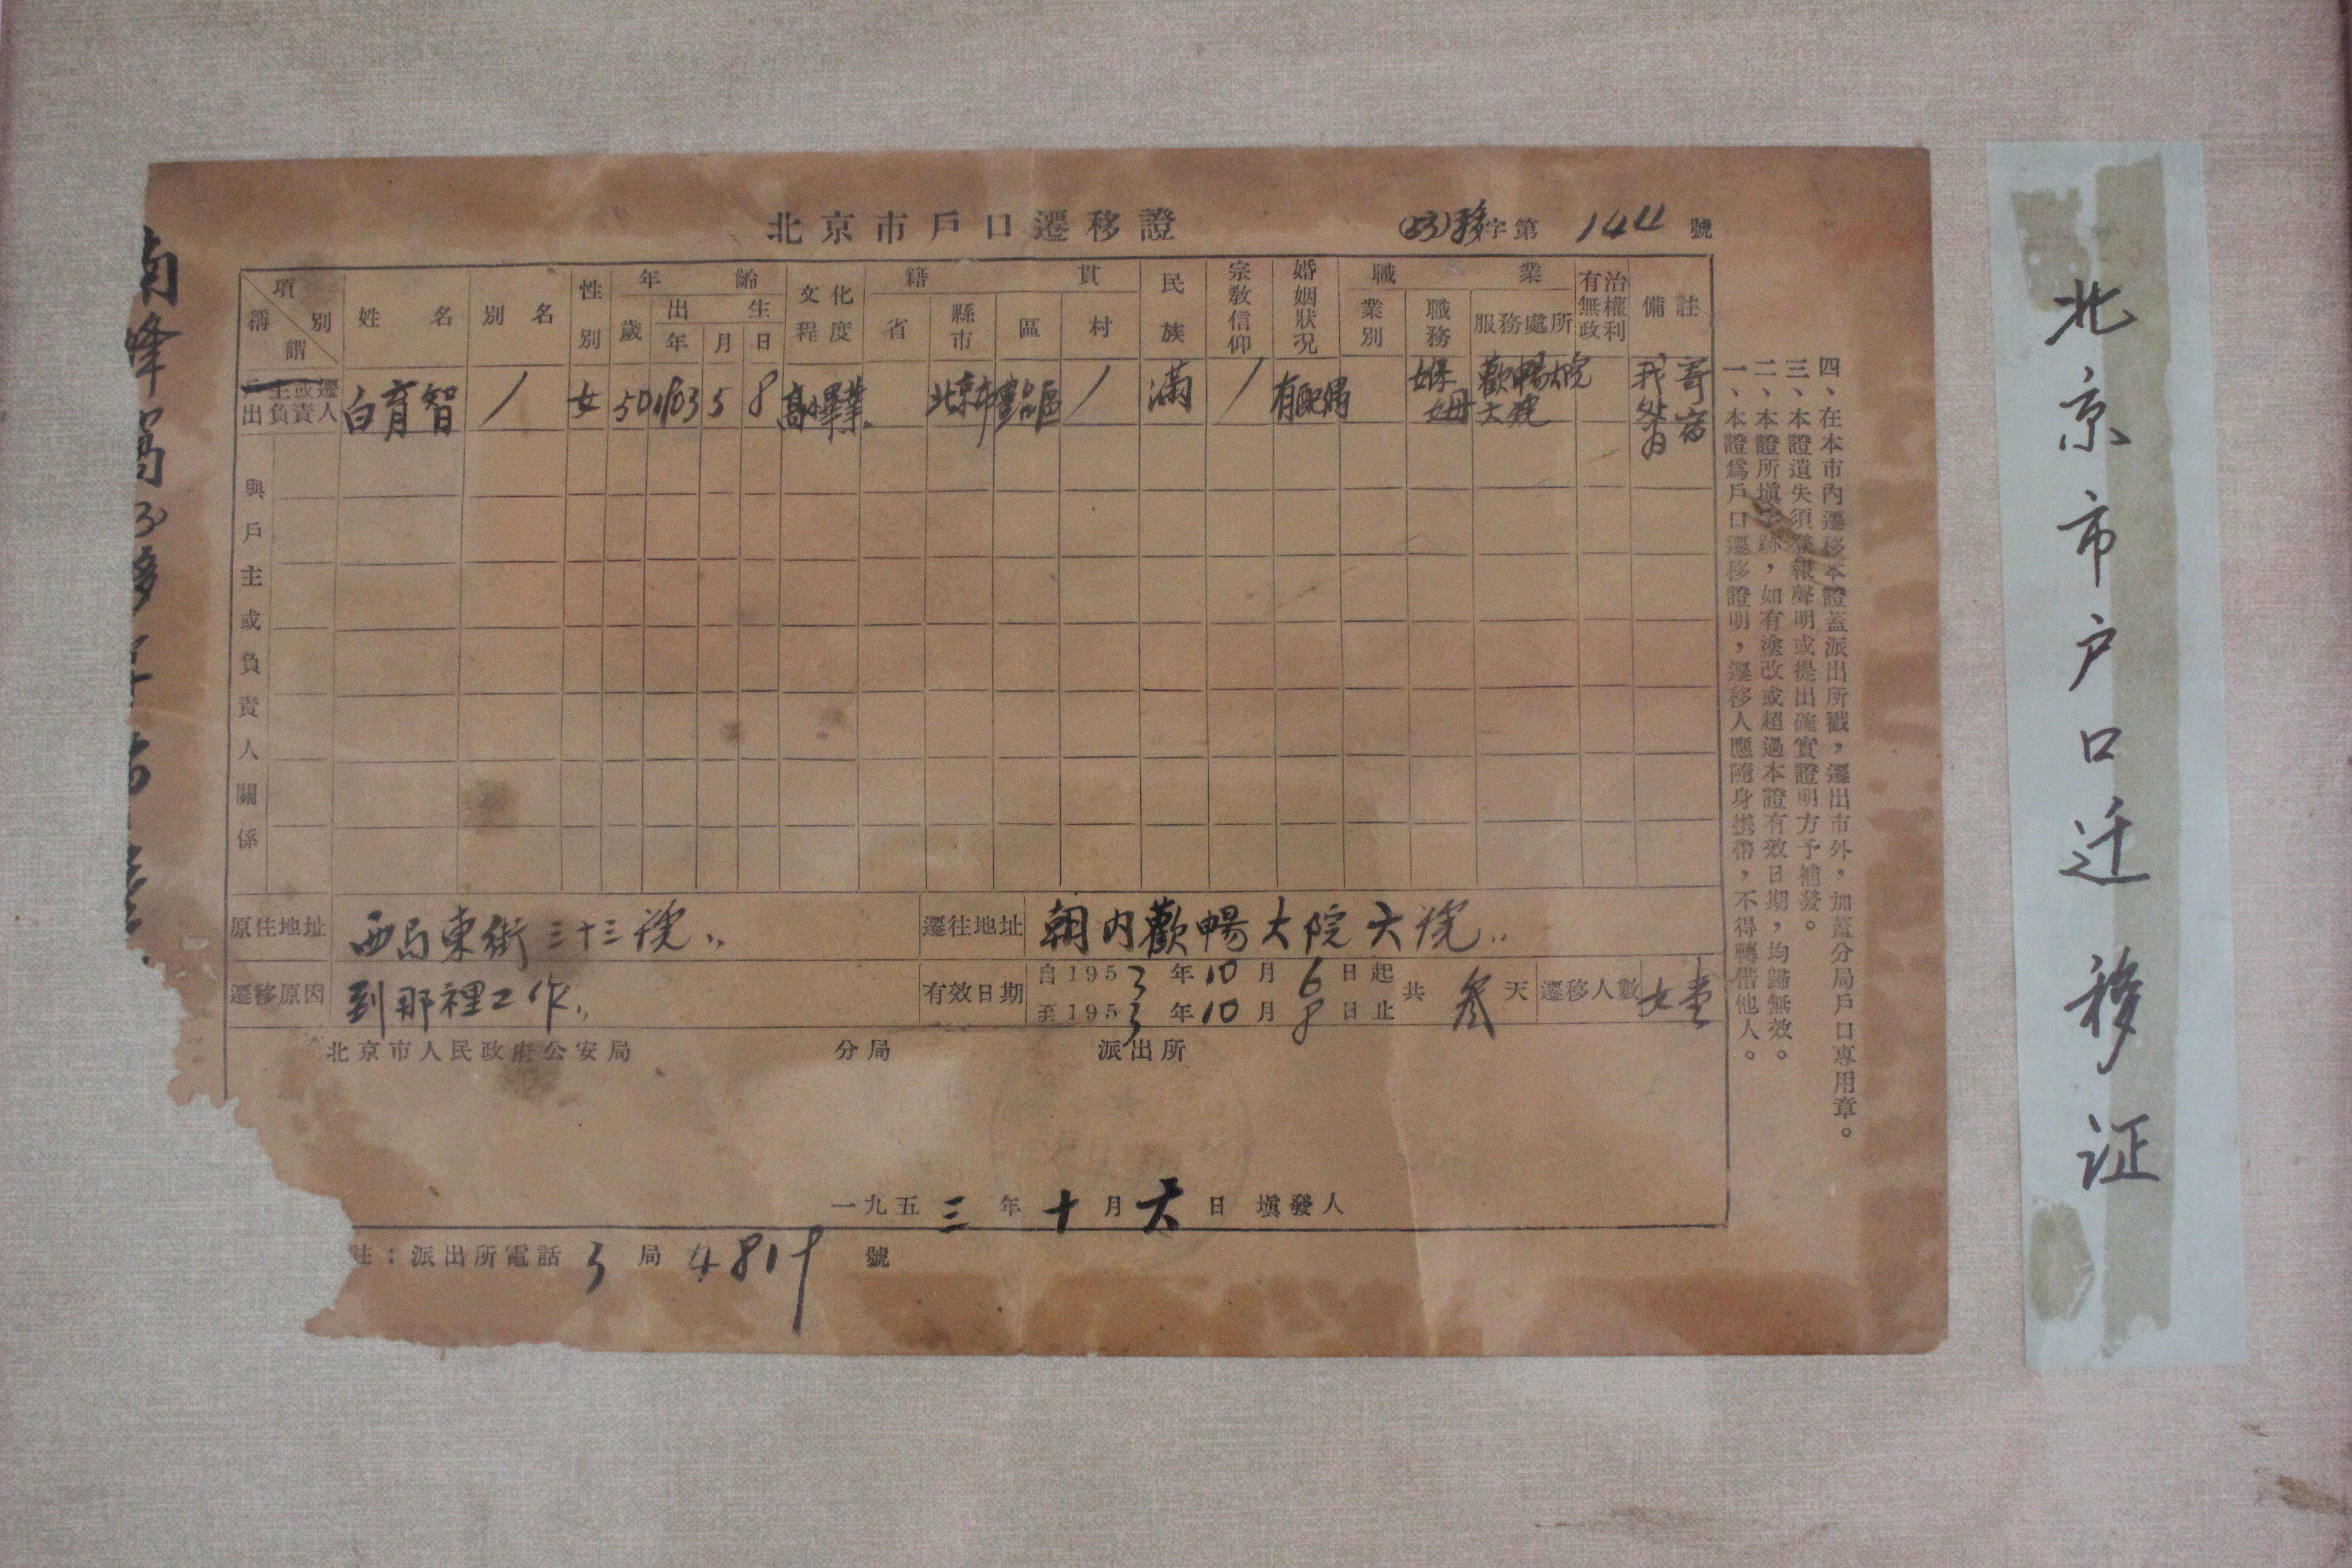 北京市戶口遷移證
字第 144 號
項別
稱謂
姓名
別名
性別
年齡
歲
出生
年 月 日
文化程度
籍貫
省
縣市
區
村
民族
宗教信仰
婚姻狀況
職業
業別
職務
服務處所
有無政治權利
備註
戶主或遷出負責人
白育智 / 女 50 1903 5 8 高小畢業 北京市 / 滿 / 有配偶 保姆 歡暢大院六號 寄宿
與戶主或負責人關係
原住地址 西局東街三十三號
遷往地址 朝內歡暢大院六號
遷移原因 到那裡工作
有效日期 自1953年10月6日起
至1953年10月8日止
共叁天
遷移人數 女壹
北京市人民政府公安局 分局 派出所
一九五三年十月六日 填發人
註：派出所電話 3 局 4819 號
一、本證為戶口遷移證明，遷移人應隨身携帶，不得轉借他人。
二、本證所填字跡，如有塗改或超過本證有效日期，均歸無效。
三、本證遺失須登報聲明或提出確實證明方予補發。
四、在本市內遷移本證蓋派出所戳，遷出市外，加蓋分局戶口專用章。
北京市户口迁移证